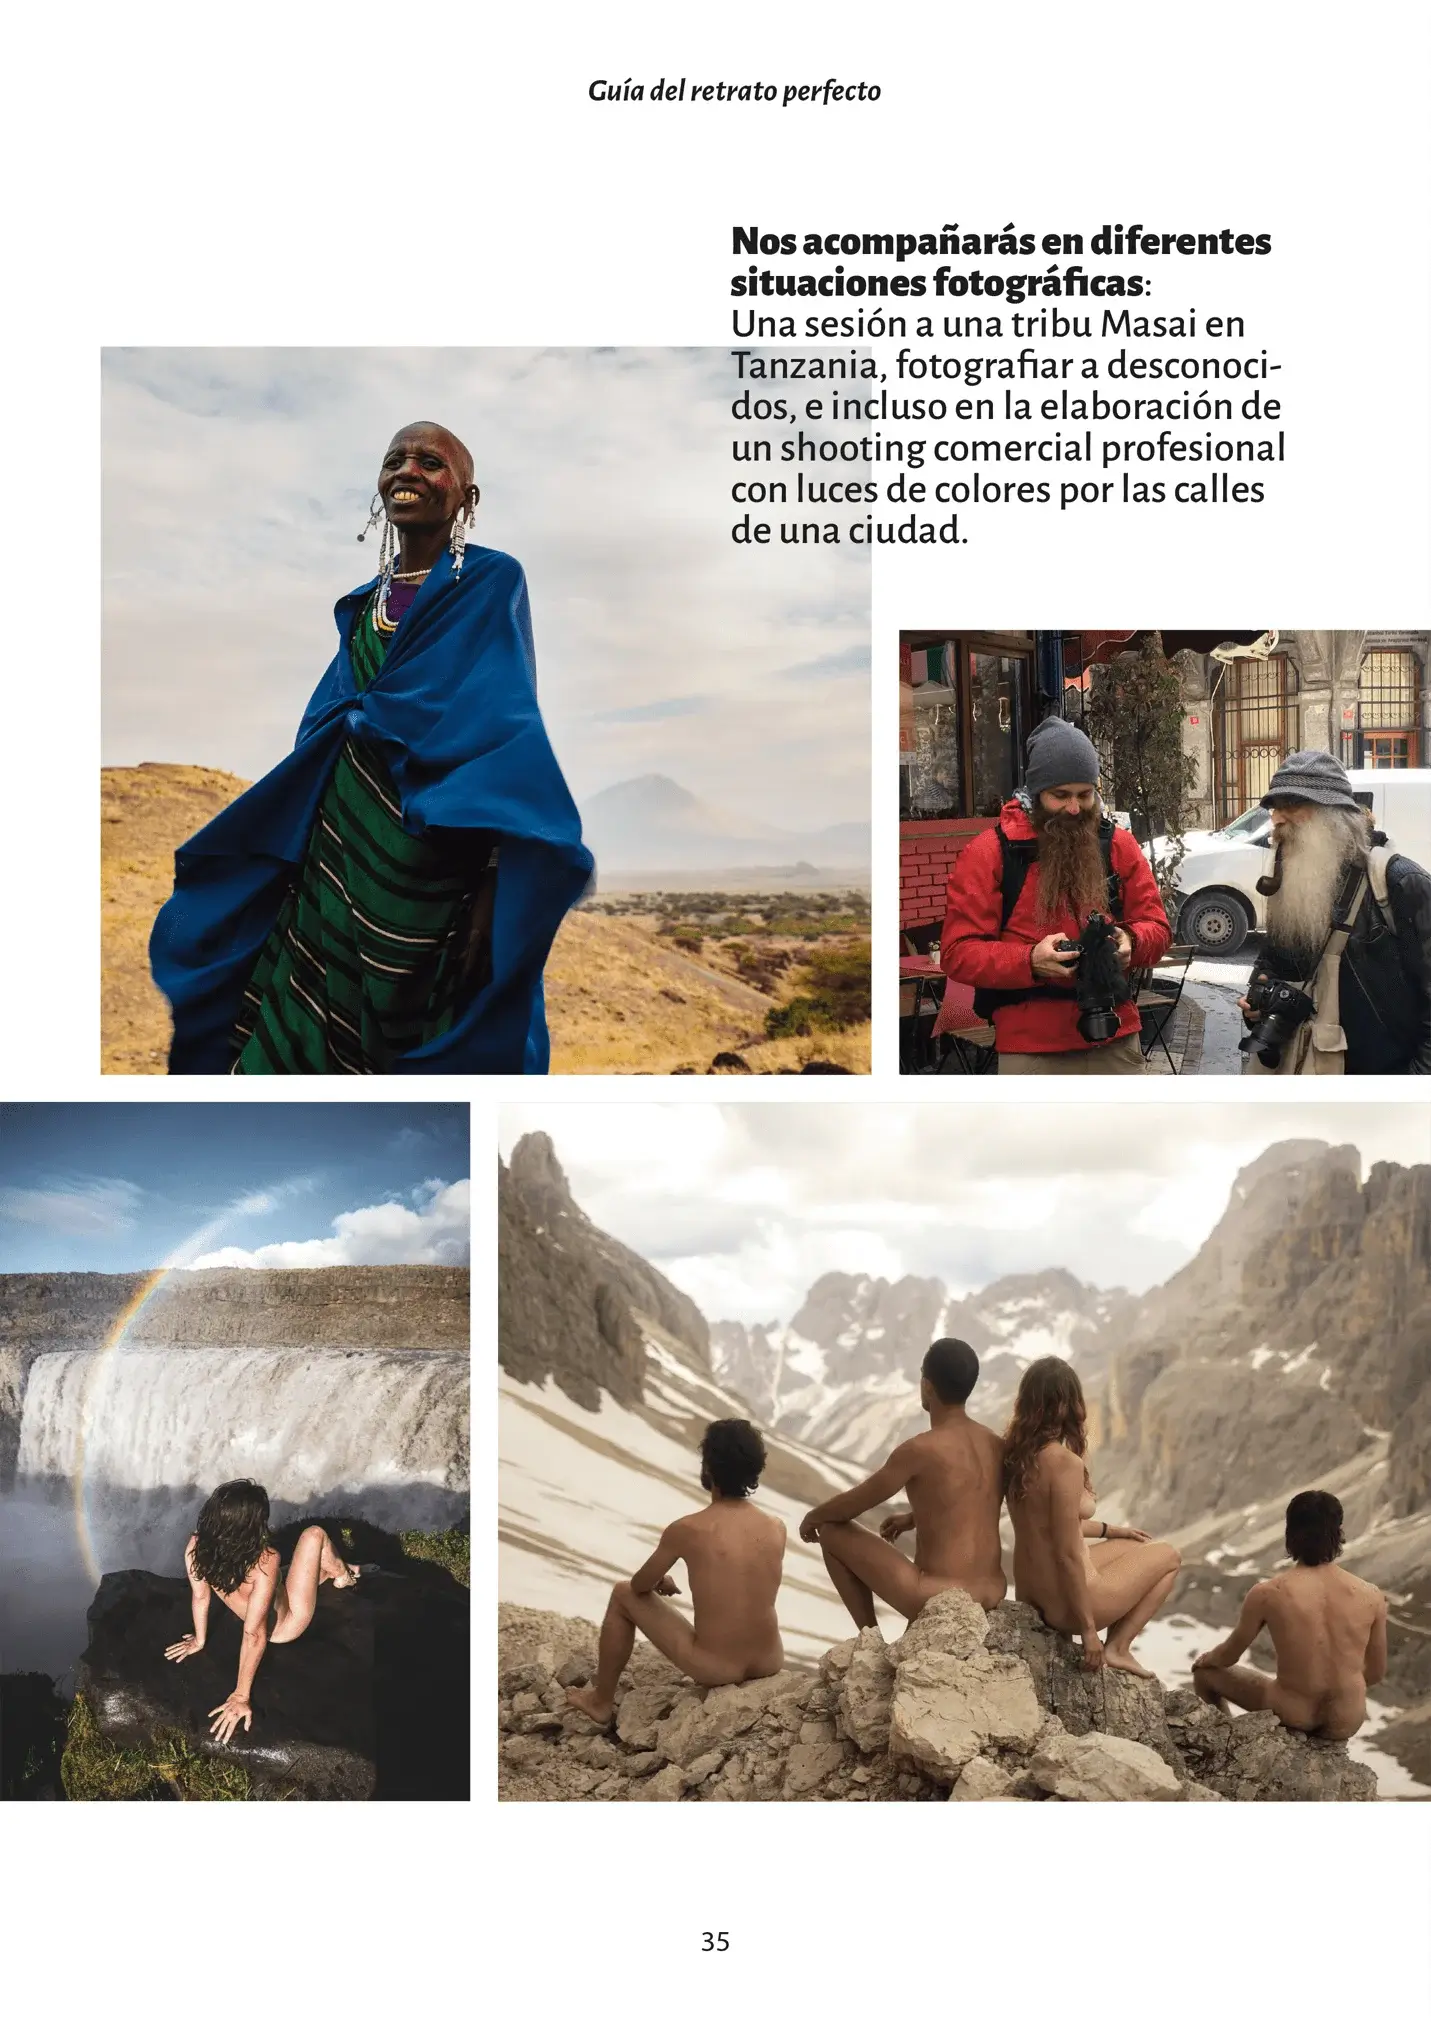 Guía del retrato perfecto
Nos acompañarás en diferentes
situaciones fotográficas:
Una sesión a una tribu Masai en
Tanzania, fotografiar a desconoci-
dos, e incluso en la elaboración de
un shooting comercial profesional
con luces de colores por las calles
de una ciudad.
35